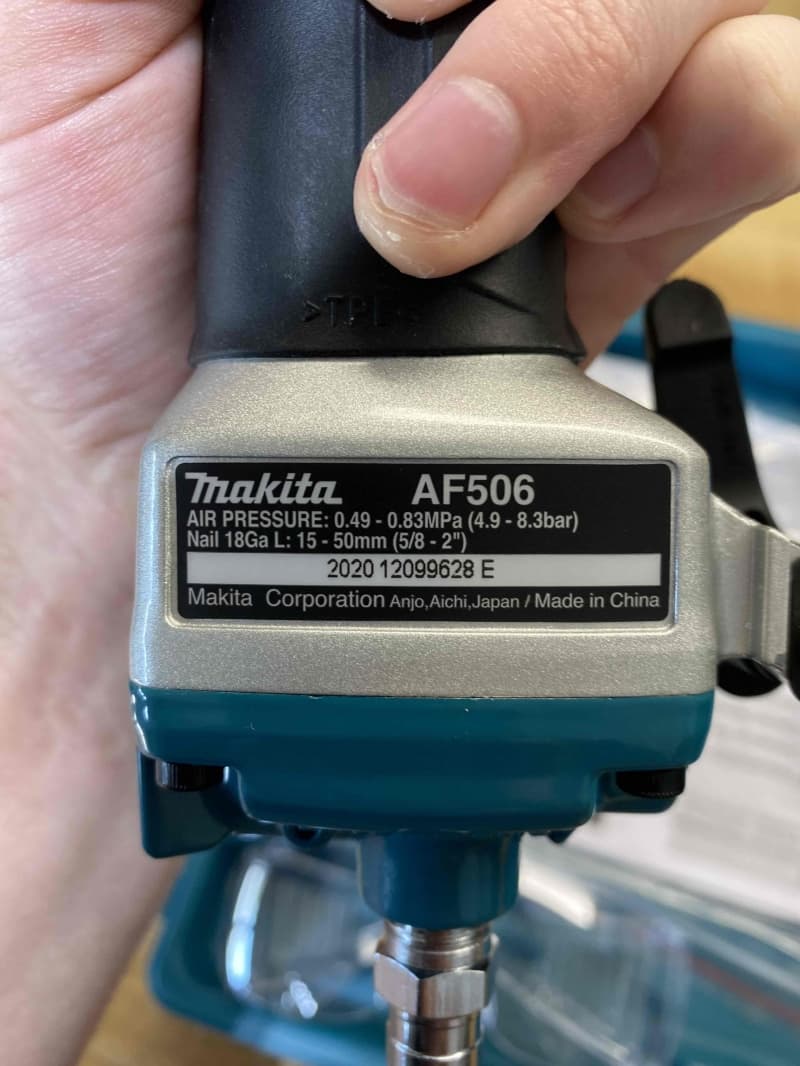 >TPE<
makita AF506
AIR PRESSURE: 0.49 - 0.83MPa (4.9 - 8.3bar)
Nail 18Ga L: 15 - 50mm (5/8 - 2")
2020 12099628 E
Makita Corporation Anjo,Aichi,Japan / Made in China